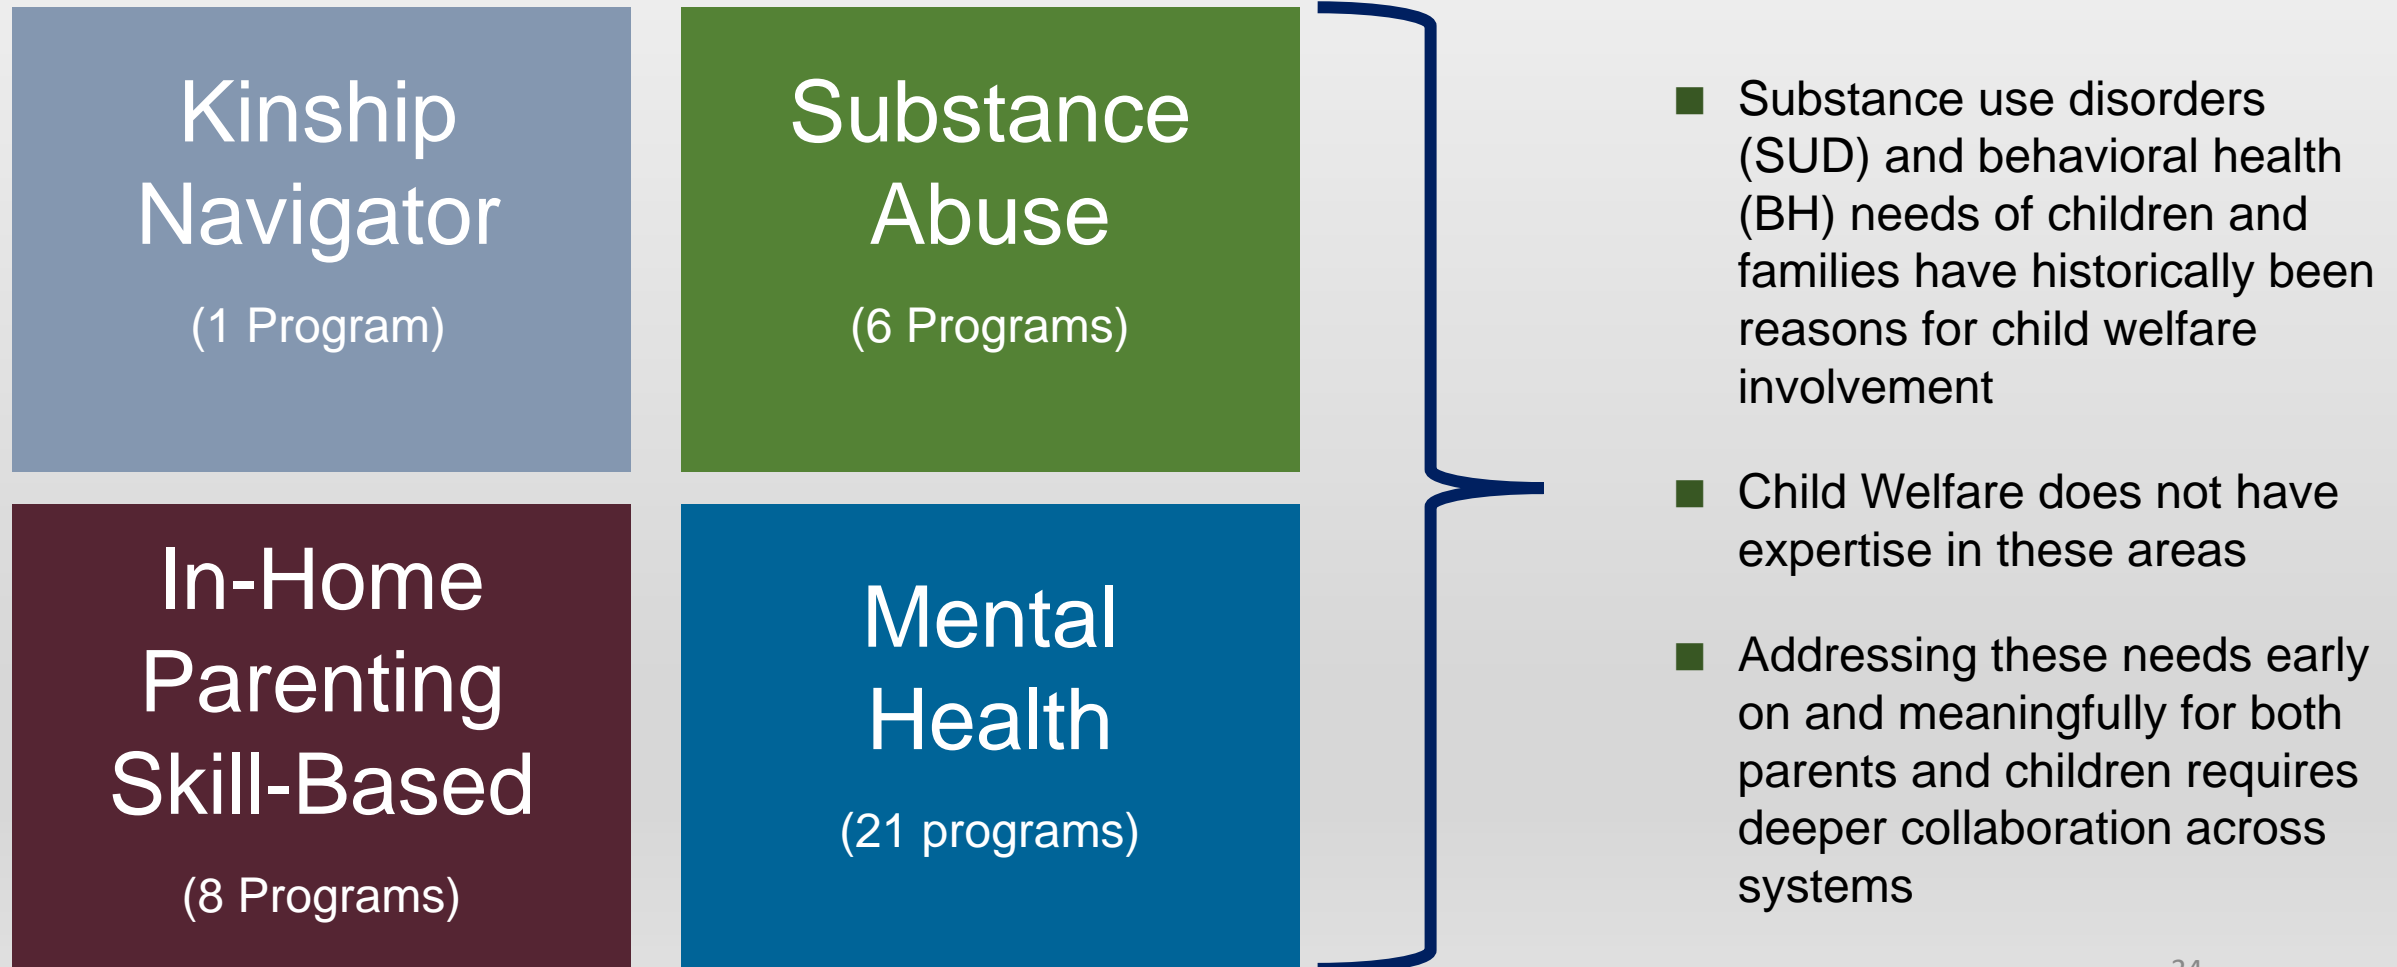 Kinship
Navigator
(1 Program)
Substance
Abuse
(6 Programs)
In-Home
Parenting
Skill-Based
(8 Programs)
Mental
Health
(21 programs)
■ Substance use disorders
(SUD) and behavioral health
(BH) needs of children and
families have historically been
reasons for child welfare
involvement
■ Child Welfare does not have
expertise in these areas
■ Addressing these needs early
on and meaningfully for both
parents and children requires
deeper collaboration across
systems